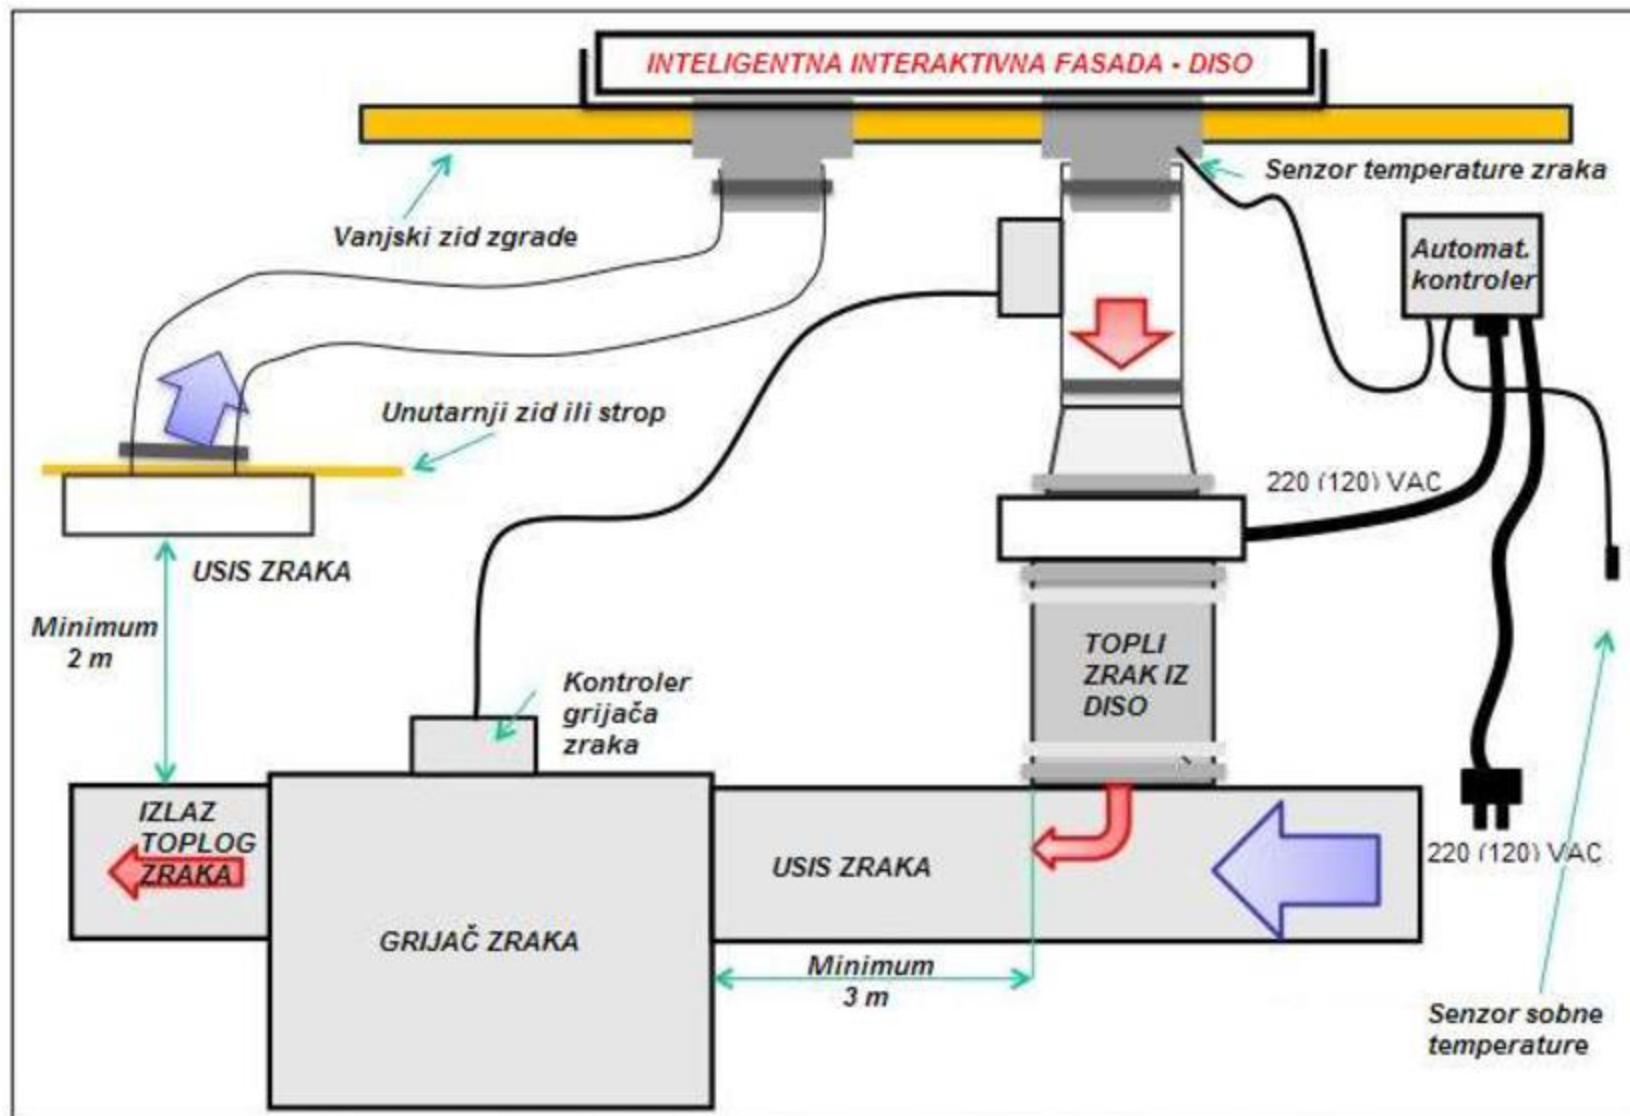 INTELIGENTNA INTERAKTIVNA FASADA - DISO
Senzor temperature zraka
Vanjski zid zgrade
Automat.
kontroler
Unutarnji zid ili strop
220 (120) VAC
USIS ZRAKA
Minimum
2 m
TOPLI
ZRAK IZ
DISO
Kontroler
grijača
zraka
IZLAZ
TOPLOG
ZRAKA
USIS ZRAKA
220 (120) VAC
GRIJAČ ZRAKA
Minimum
3 m
Senzor sobne
temperature